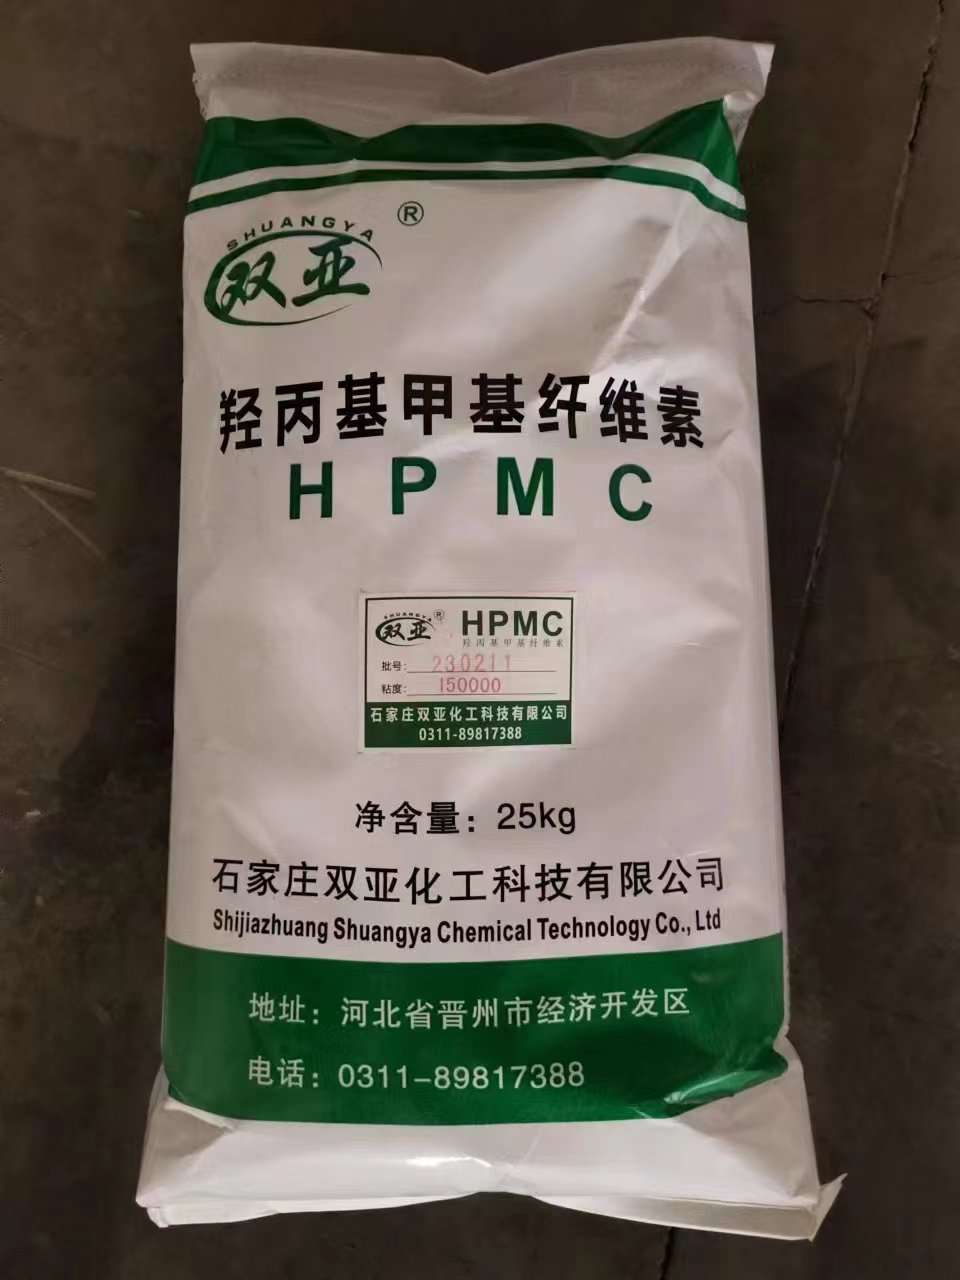 SHUANGYA ®
双亚
羟丙基甲基纤维素
HPMC
SHUANGYA ®
双亚
HPMC
羟丙基甲基纤维素
批号: 230211
粘度: 150000
石家庄双亚化工科技有限公司
0311-89817388
净含量: 25kg
石家庄双亚化工科技有限公司
Shijiazhuang Shuangya Chemical Technology Co., Ltd
地址: 河北省晋州市经济开发区
电话: 0311-89817388